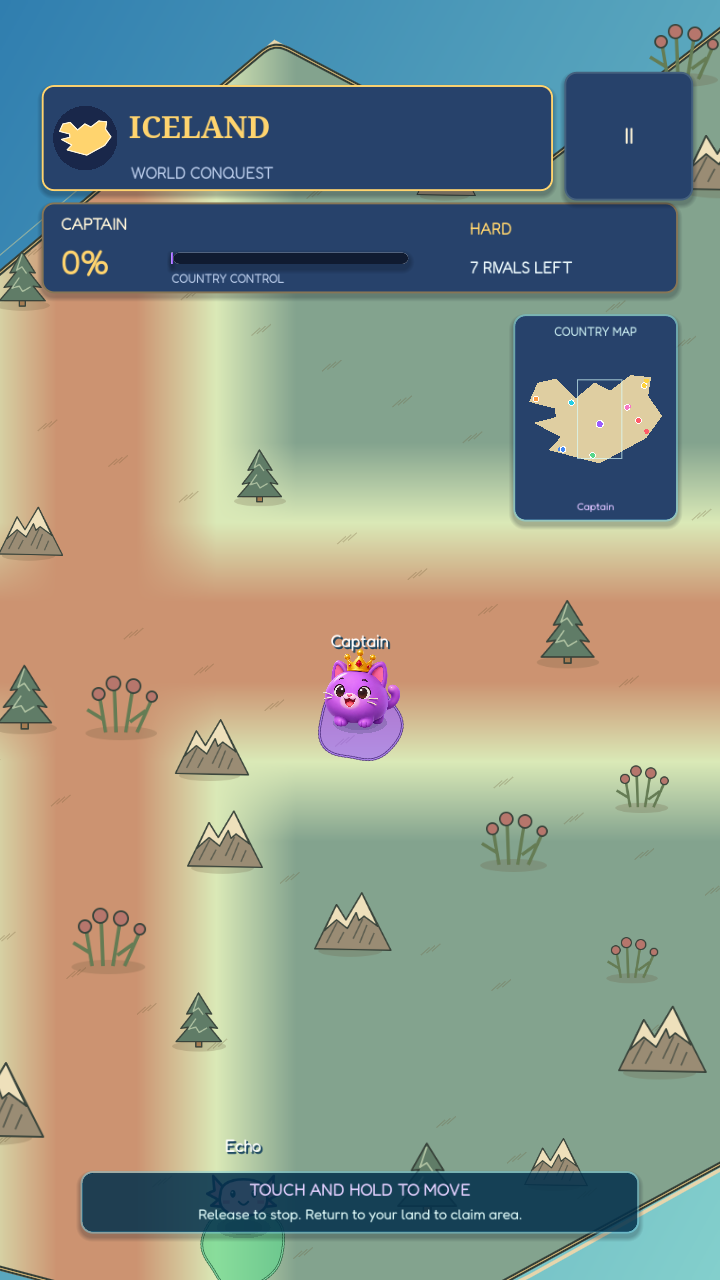 ICELAND
WORLD CONQUEST
CAPTAIN
0%
COUNTRY CONTROL
HARD
7 RIVALS LEFT
COUNTRY MAP
Captain
Captain
Echo
TOUCH AND HOLD TO MOVE
Release to stop. Return to your land to claim area.